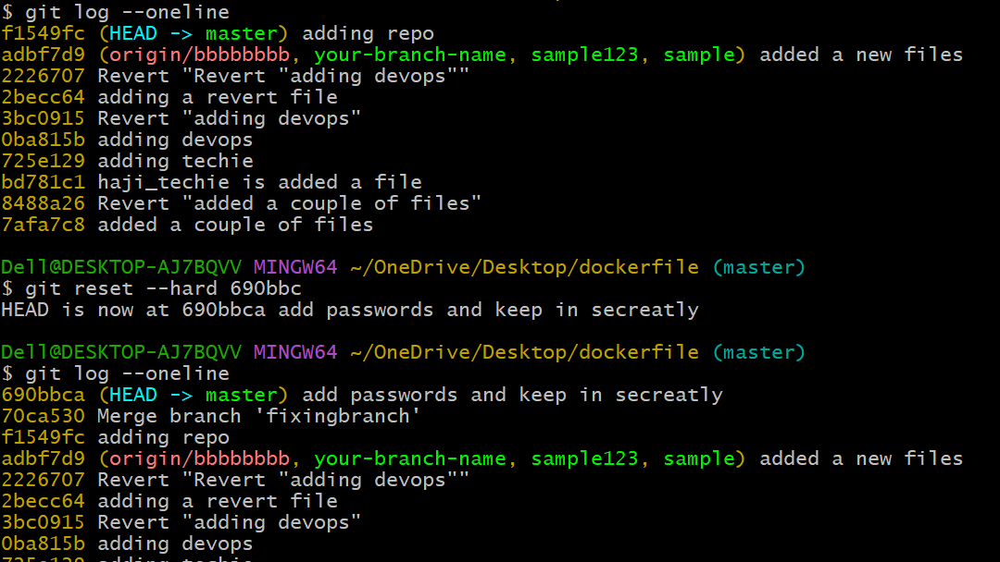 $ git log --oneline
f1549fc (HEAD -> master) adding repo
adbf7d9 (origin/bbbbbbbbb, your-branch-name, sample123, sample) added a new files
2226707 Revert "Revert "adding devops""
2becc64 adding a revert file
3bc0915 Revert "adding devops"
0ba815b adding devops
725e129 adding techie
bd781c1 haji_techie is added a file
8488a26 Revert "added a couple of files"
7afa7c8 added a couple of files
Dell@DESKTOP-AJ7BQVV MINGW64 ~/OneDrive/Desktop/dockerfile (master)
$ git reset --hard 690bbc
HEAD is now at 690bbca add passwords and keep in secreatly
Dell@DESKTOP-AJ7BQVV MINGW64 ~/OneDrive/Desktop/dockerfile (master)
$ git log --oneline
690bbca (HEAD -> master) add passwords and keep in secreatly
70ca530 Merge branch 'fixingbranch'
f1549fc adding repo
adbf7d9 (origin/bbbbbbbbb, your-branch-name, sample123, sample) added a new files
2226707 Revert "Revert "adding devops""
2becc64 adding a revert file
3bc0915 Revert "adding devops"
0ba815b adding devops
725e129 adding techie